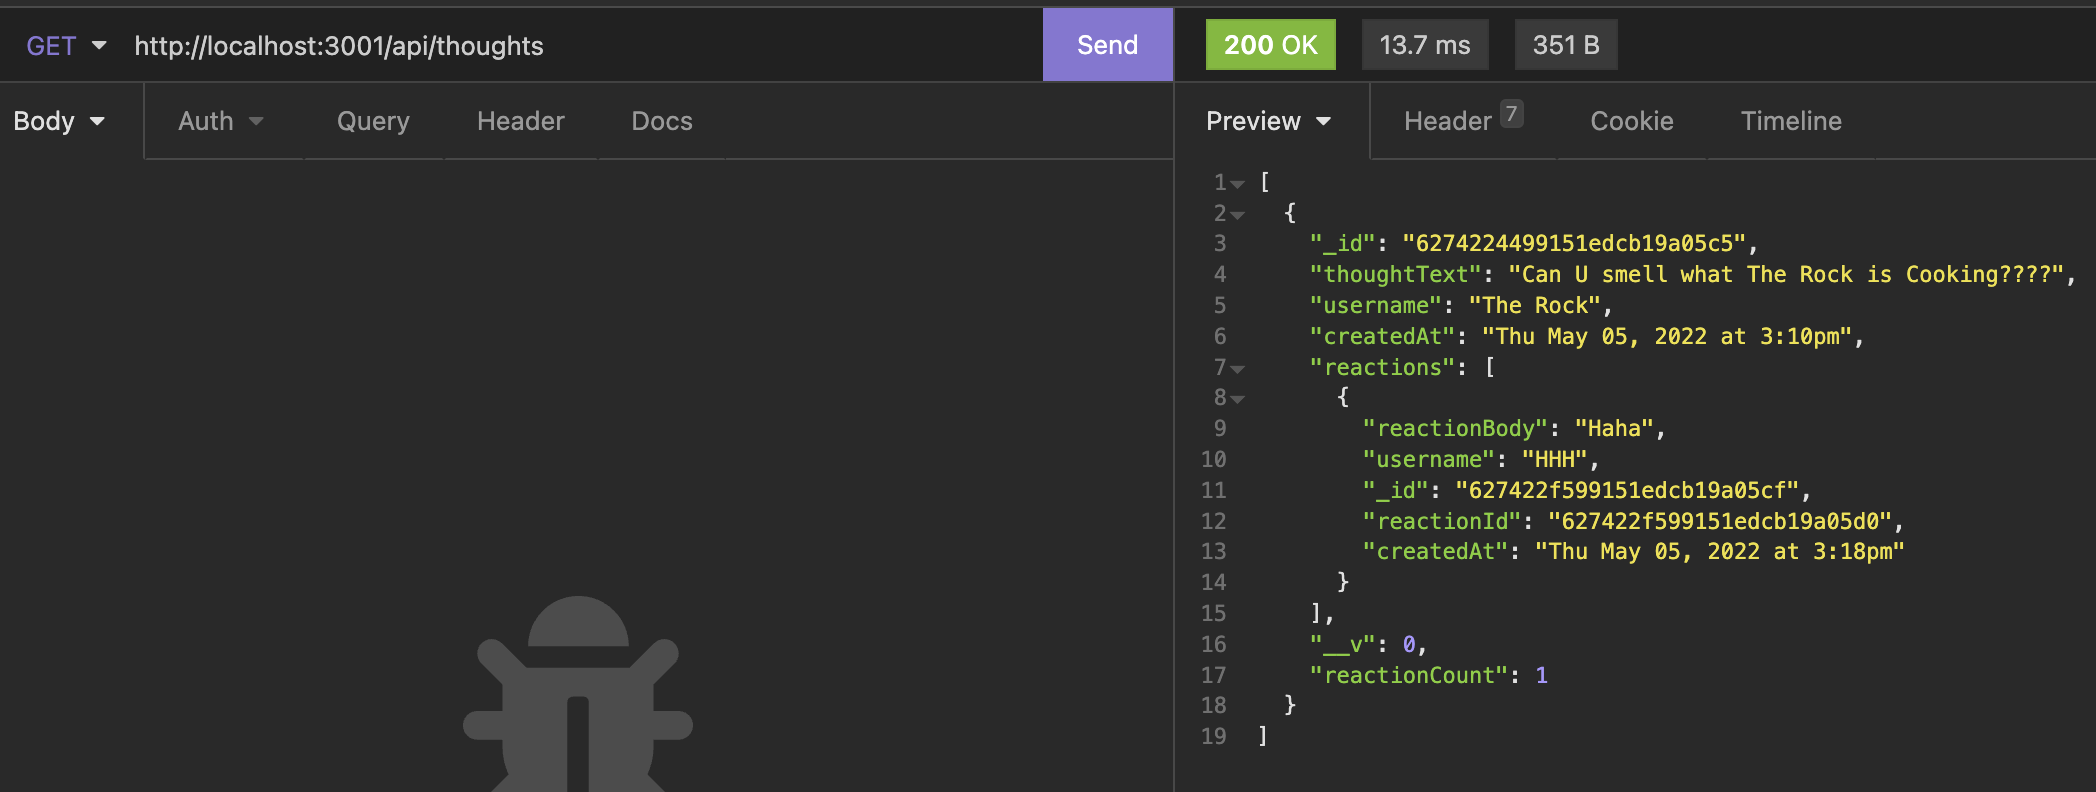 GET http://localhost:3001/api/thoughts Send 200 OK 13.7 ms 351 B
Body Auth Query Header Docs Preview Header 7 Cookie Timeline
1 [
2 {
3 "_id": "6274224499151edcb19a05c5",
4 "thoughtText": "Can U smell what The Rock is Cooking????",
5 "username": "The Rock",
6 "createdAt": "Thu May 05, 2022 at 3:10pm",
7 "reactions": [
8 {
9 "reactionBody": "Haha",
10 "username": "HHH",
11 "_id": "627422f599151edcb19a05cf",
12 "reactionId": "627422f599151edcb19a05d0",
13 "createdAt": "Thu May 05, 2022 at 3:18pm"
14 }
15 ],
16 "__v": 0,
17 "reactionCount": 1
18 }
19 ]